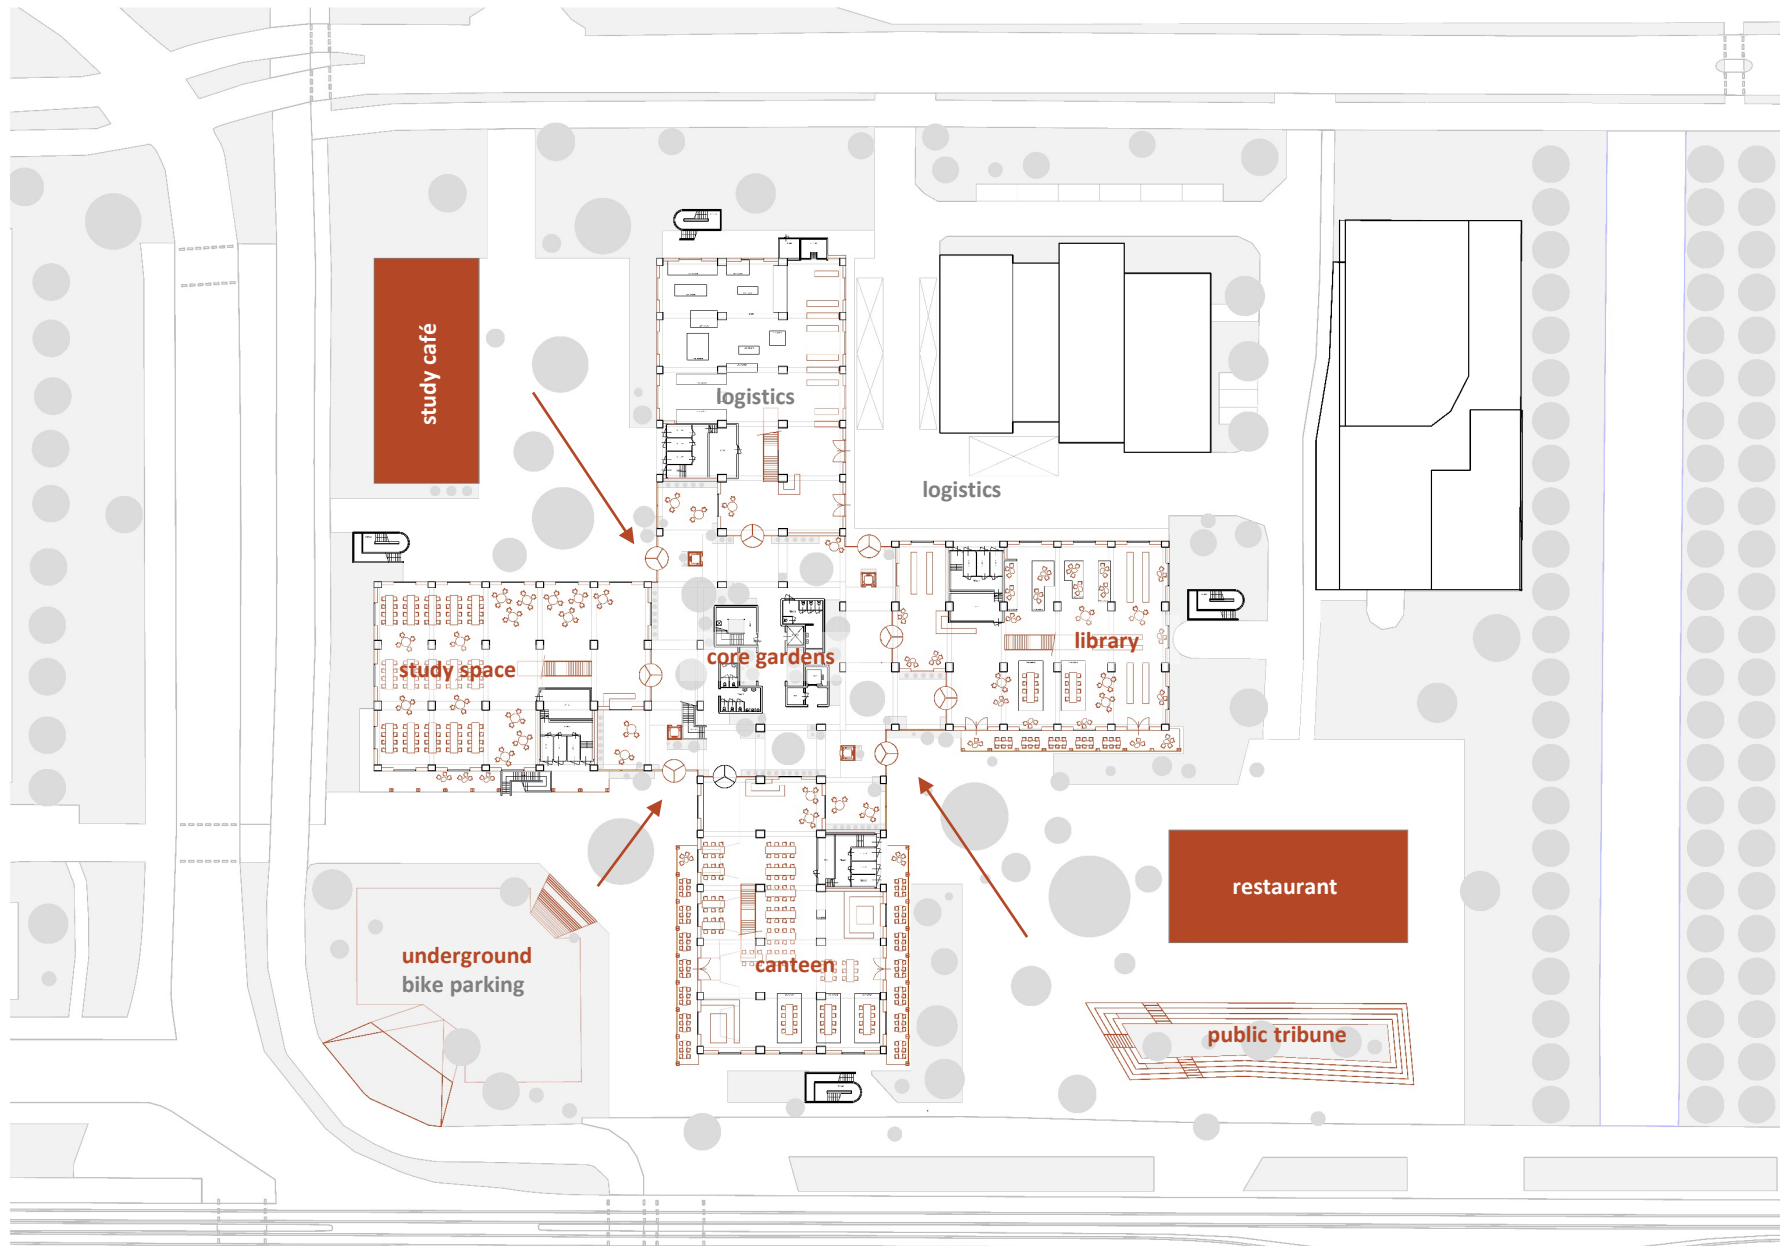 study café
logistics
logistics
library
core gardens
study space
restaurant
underground
bike parking
canteen
public tribune